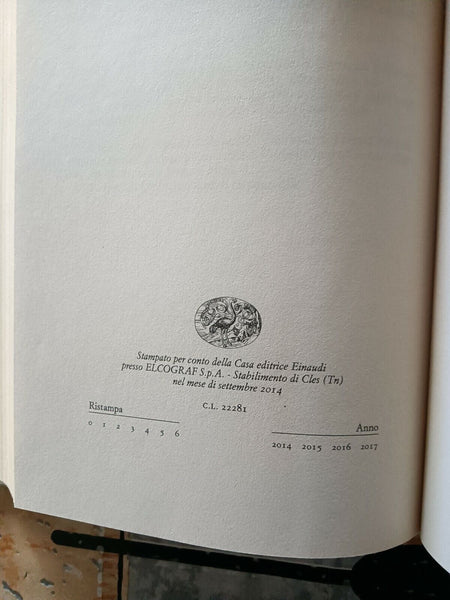 Stampato per conto della Casa editrice Einaudi
presso ELCOGRAF S.p.A. - Stabilimento di Cles (Tn)
nel mese di settembre 2014
C.L. 22281
Ristampa
0 1 2 3 4 5 6
Anno
2014 2015 2016 2017